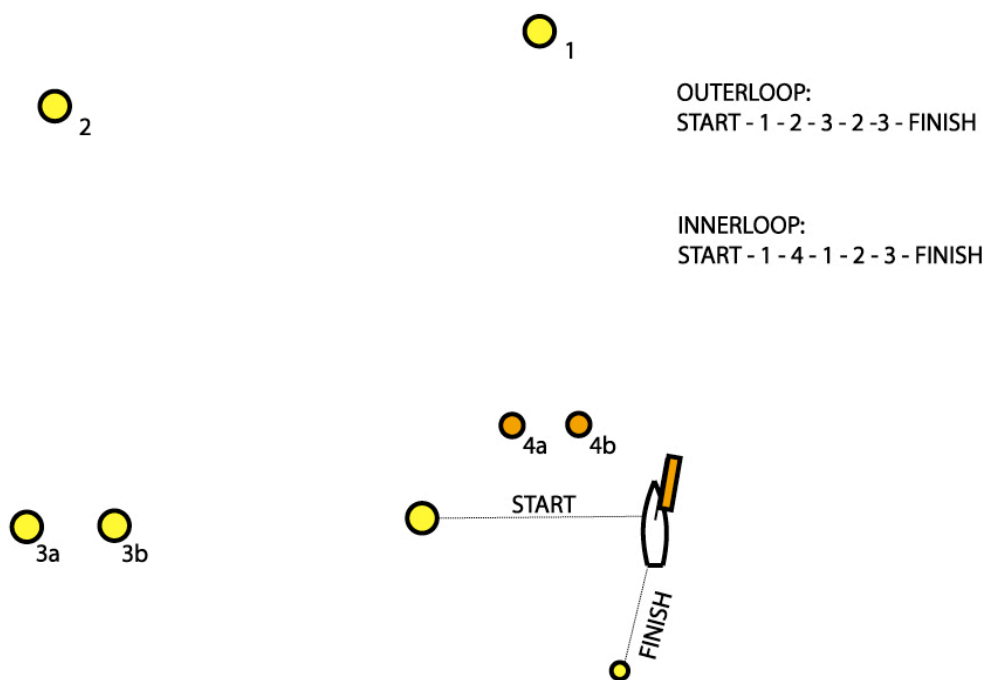 1
2
OUTERLOOP:
START - 1 - 2 - 3 - 2 -3 - FINISH
INNERLOOP:
START - 1 - 4 - 1 - 2 - 3 - FINISH
4a
4b
START
3a
3b
FINISH